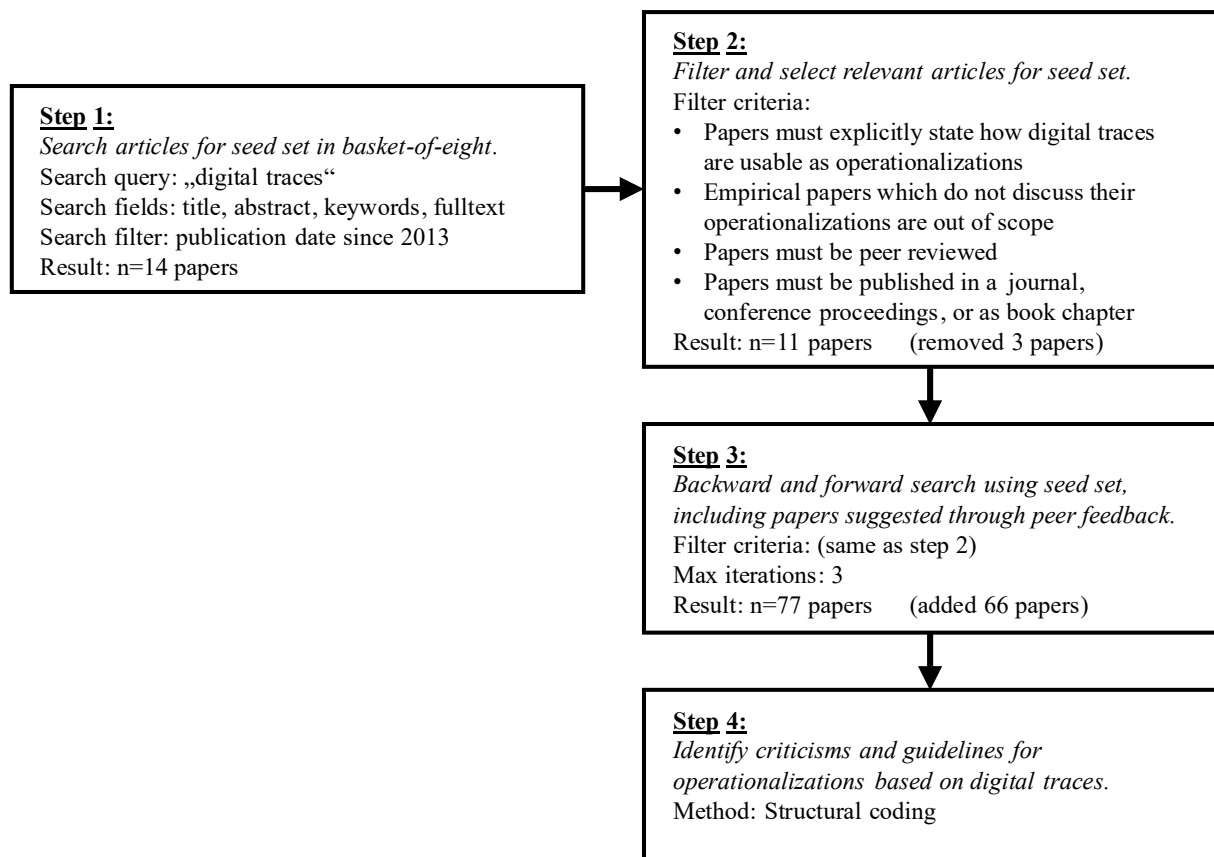 Step 1:
Search articles for seed set in basket-of-eight.
Search query: „digital traces“
Search fields: title, abstract, keywords, fulltext
Search filter: publication date since 2013
Result: n=14 papers
Step 2:
Filter and select relevant articles for seed set.
Filter criteria:
• Papers must explicitly state how digital traces
are usable as operationalizations
• Empirical papers which do not discuss their
operationalizations are out of scope
• Papers must be peer reviewed
• Papers must be published in a journal,
conference proceedings, or as book chapter
Result: n=11 papers (removed 3 papers)
Step 3:
Backward and forward search using seed set,
including papers suggested through peer feedback.
Filter criteria: (same as step 2)
Max iterations: 3
Result: n=77 papers (added 66 papers)
Step 4:
Identify criticisms and guidelines for
operationalizations based on digital traces.
Method: Structural coding